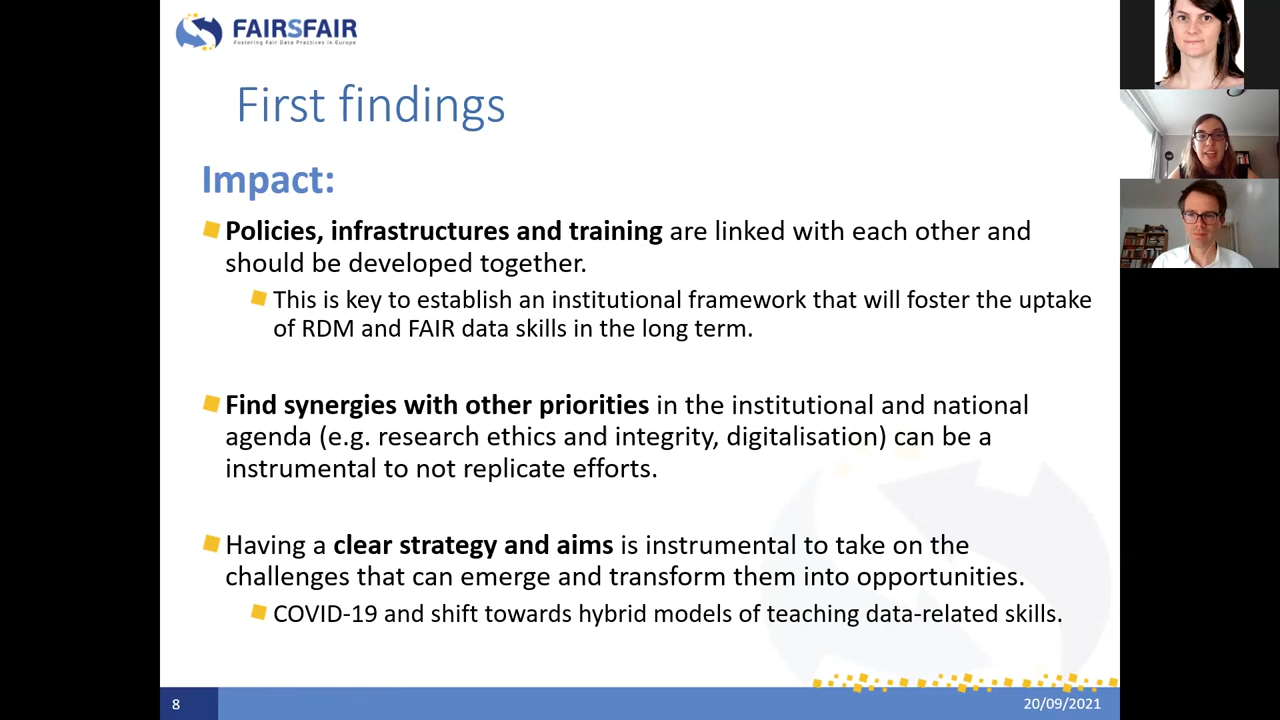 FAIRSFAIR
Fostering Fair Data Practices in Europe
First findings
Impact:
Policies, infrastructures and training are linked with each other and
should be developed together.
This is key to establish an institutional framework that will foster the uptake
of RDM and FAIR data skills in the long term.
Find synergies with other priorities in the institutional and national
agenda (e.g. research ethics and integrity, digitalisation) can be a
instrumental to not replicate efforts.
Having a clear strategy and aims is instrumental to take on the
challenges that can emerge and transform them into opportunities.
COVID-19 and shift towards hybrid models of teaching data-related skills.
8
20/09/2021